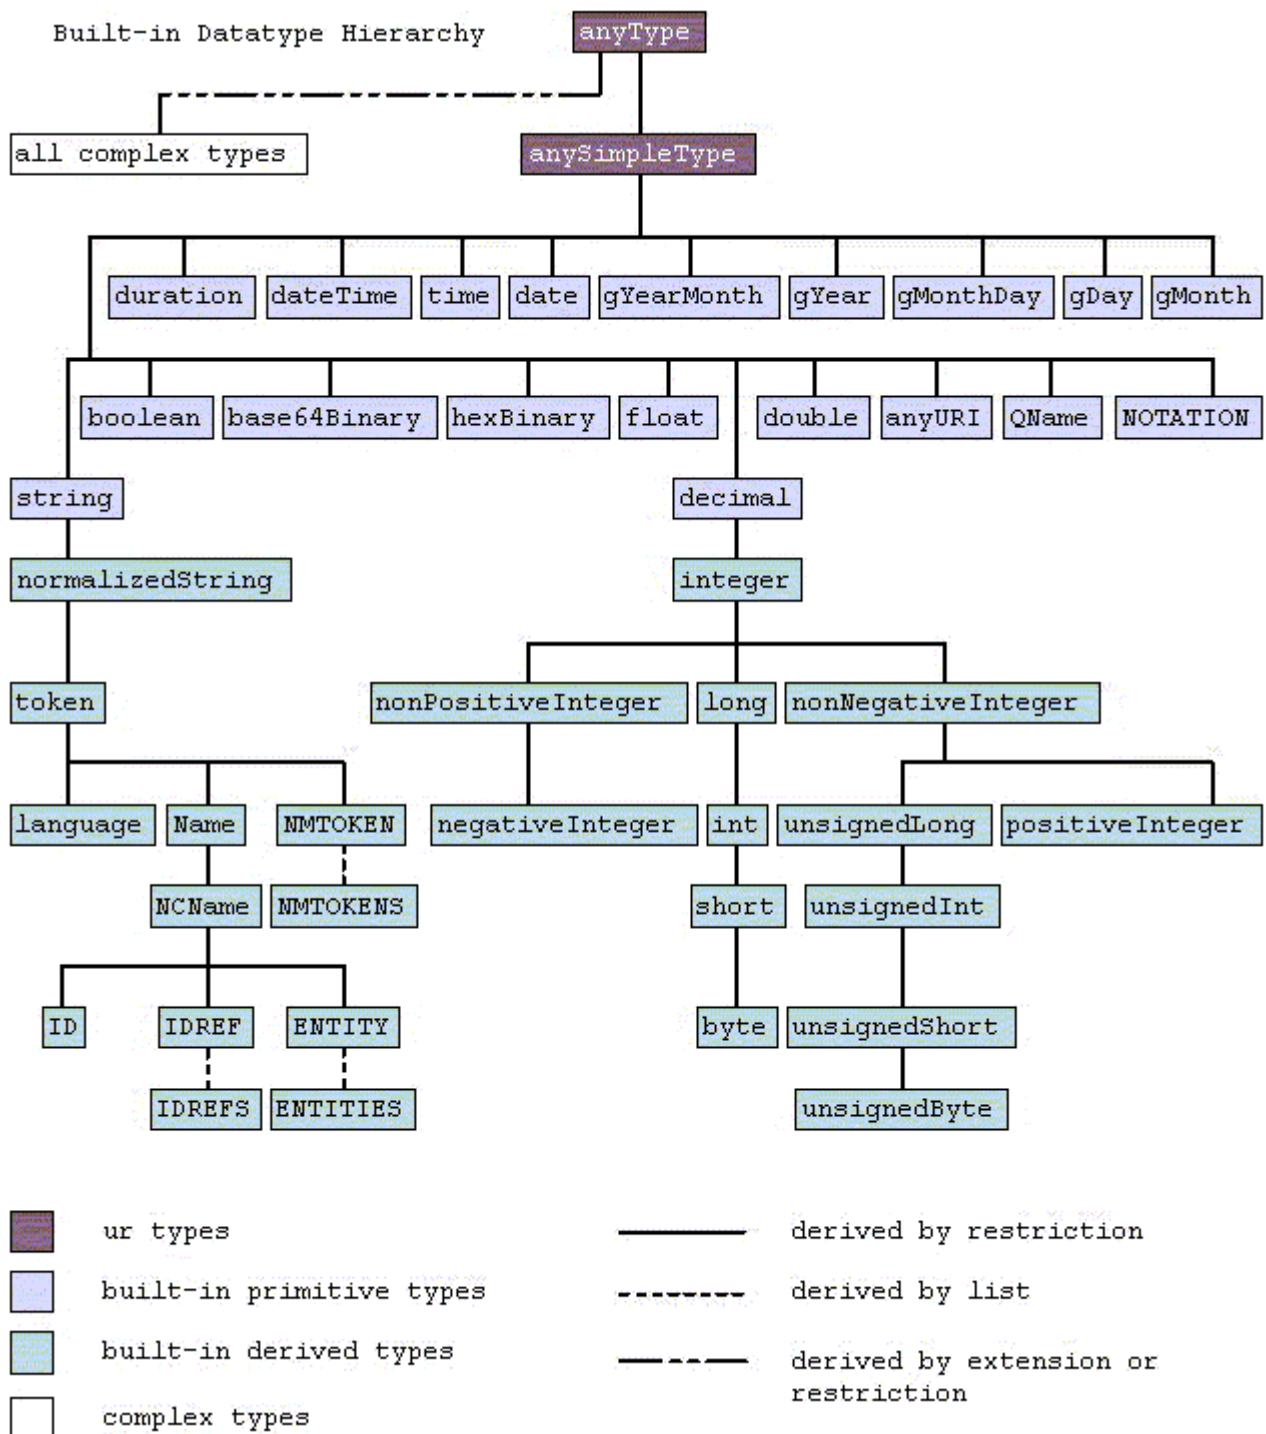 Built-in Datatype Hierarchy
anyType
all complex types
anySimpleType
duration
dateTime
time
date
gYearMonth
gYear
gMonthDay
gDay
gMonth
boolean
base64Binary
hexBinary
float
double
anyURI
QName
NOTATION
string
decimal
normalizedString
integer
token
nonPositiveInteger
long
nonNegativeInteger
language
Name
NMTOKEN
negativeInteger
int
unsignedLong
positiveInteger
NCName
NMTOKENS
short
unsignedInt
ID
IDREF
ENTITY
byte
unsignedShort
IDREFS
ENTITIES
unsignedByte
ur types
derived by restriction
built-in primitive types
derived by list
built-in derived types
derived by extension or
restriction
complex types